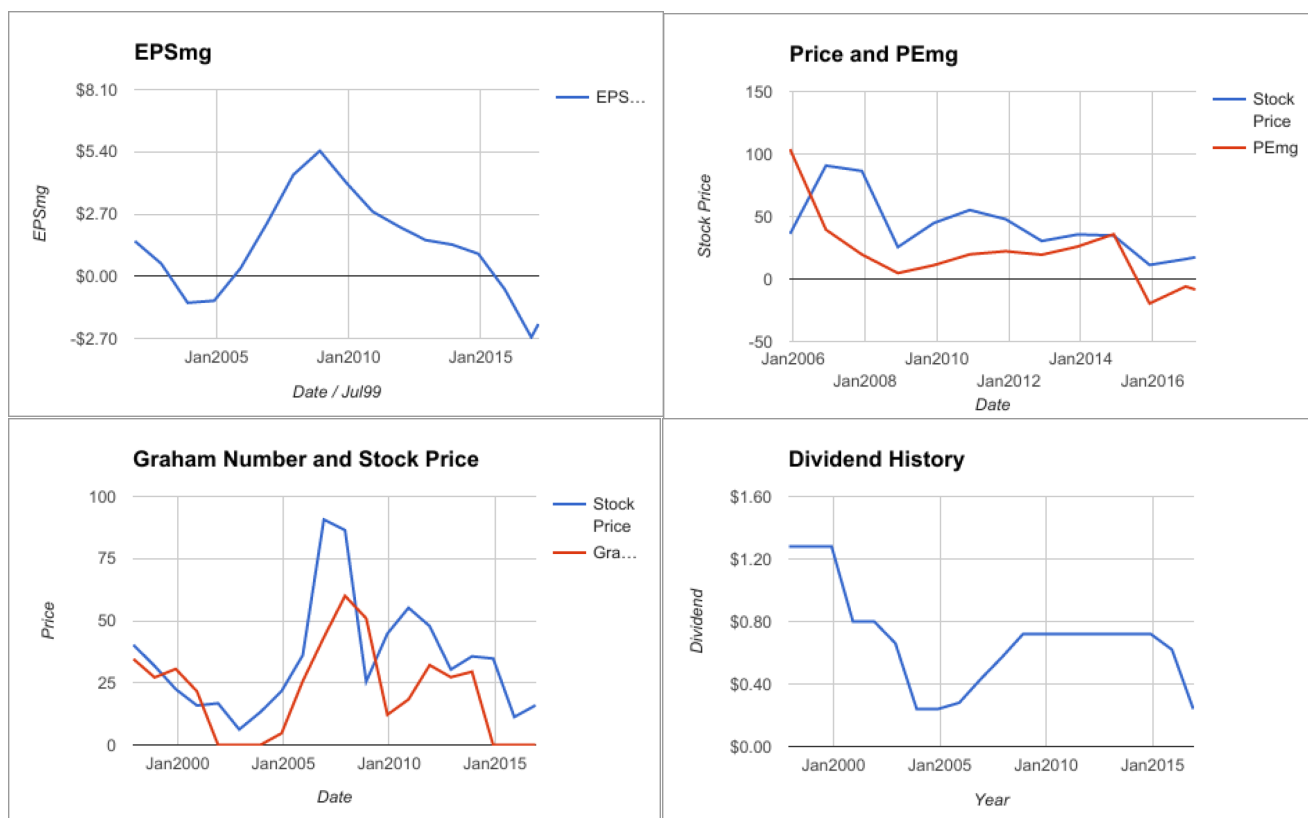 EPSmg
$8.10
$5.40
$2.70
$0.00
-$2.70
EPSmg
EPS…
Jan2005
Jan2010
Jan2015
Date / Jul99
Price and PEmg
150
100
50
0
-50
Stock Price
Stock
Price
PEmg
Jan2006
Jan2010
Jan2014
Jan2008
Jan2012
Jan2016
Date
Graham Number and Stock Price
100
75
50
25
0
Price
Stock
Price
Gra…
Jan2000
Jan2005
Jan2010
Jan2015
Date
Dividend History
$1.60
$1.20
$0.80
$0.40
$0.00
Dividend
Jan2000
Jan2005
Jan2010
Jan2015
Year